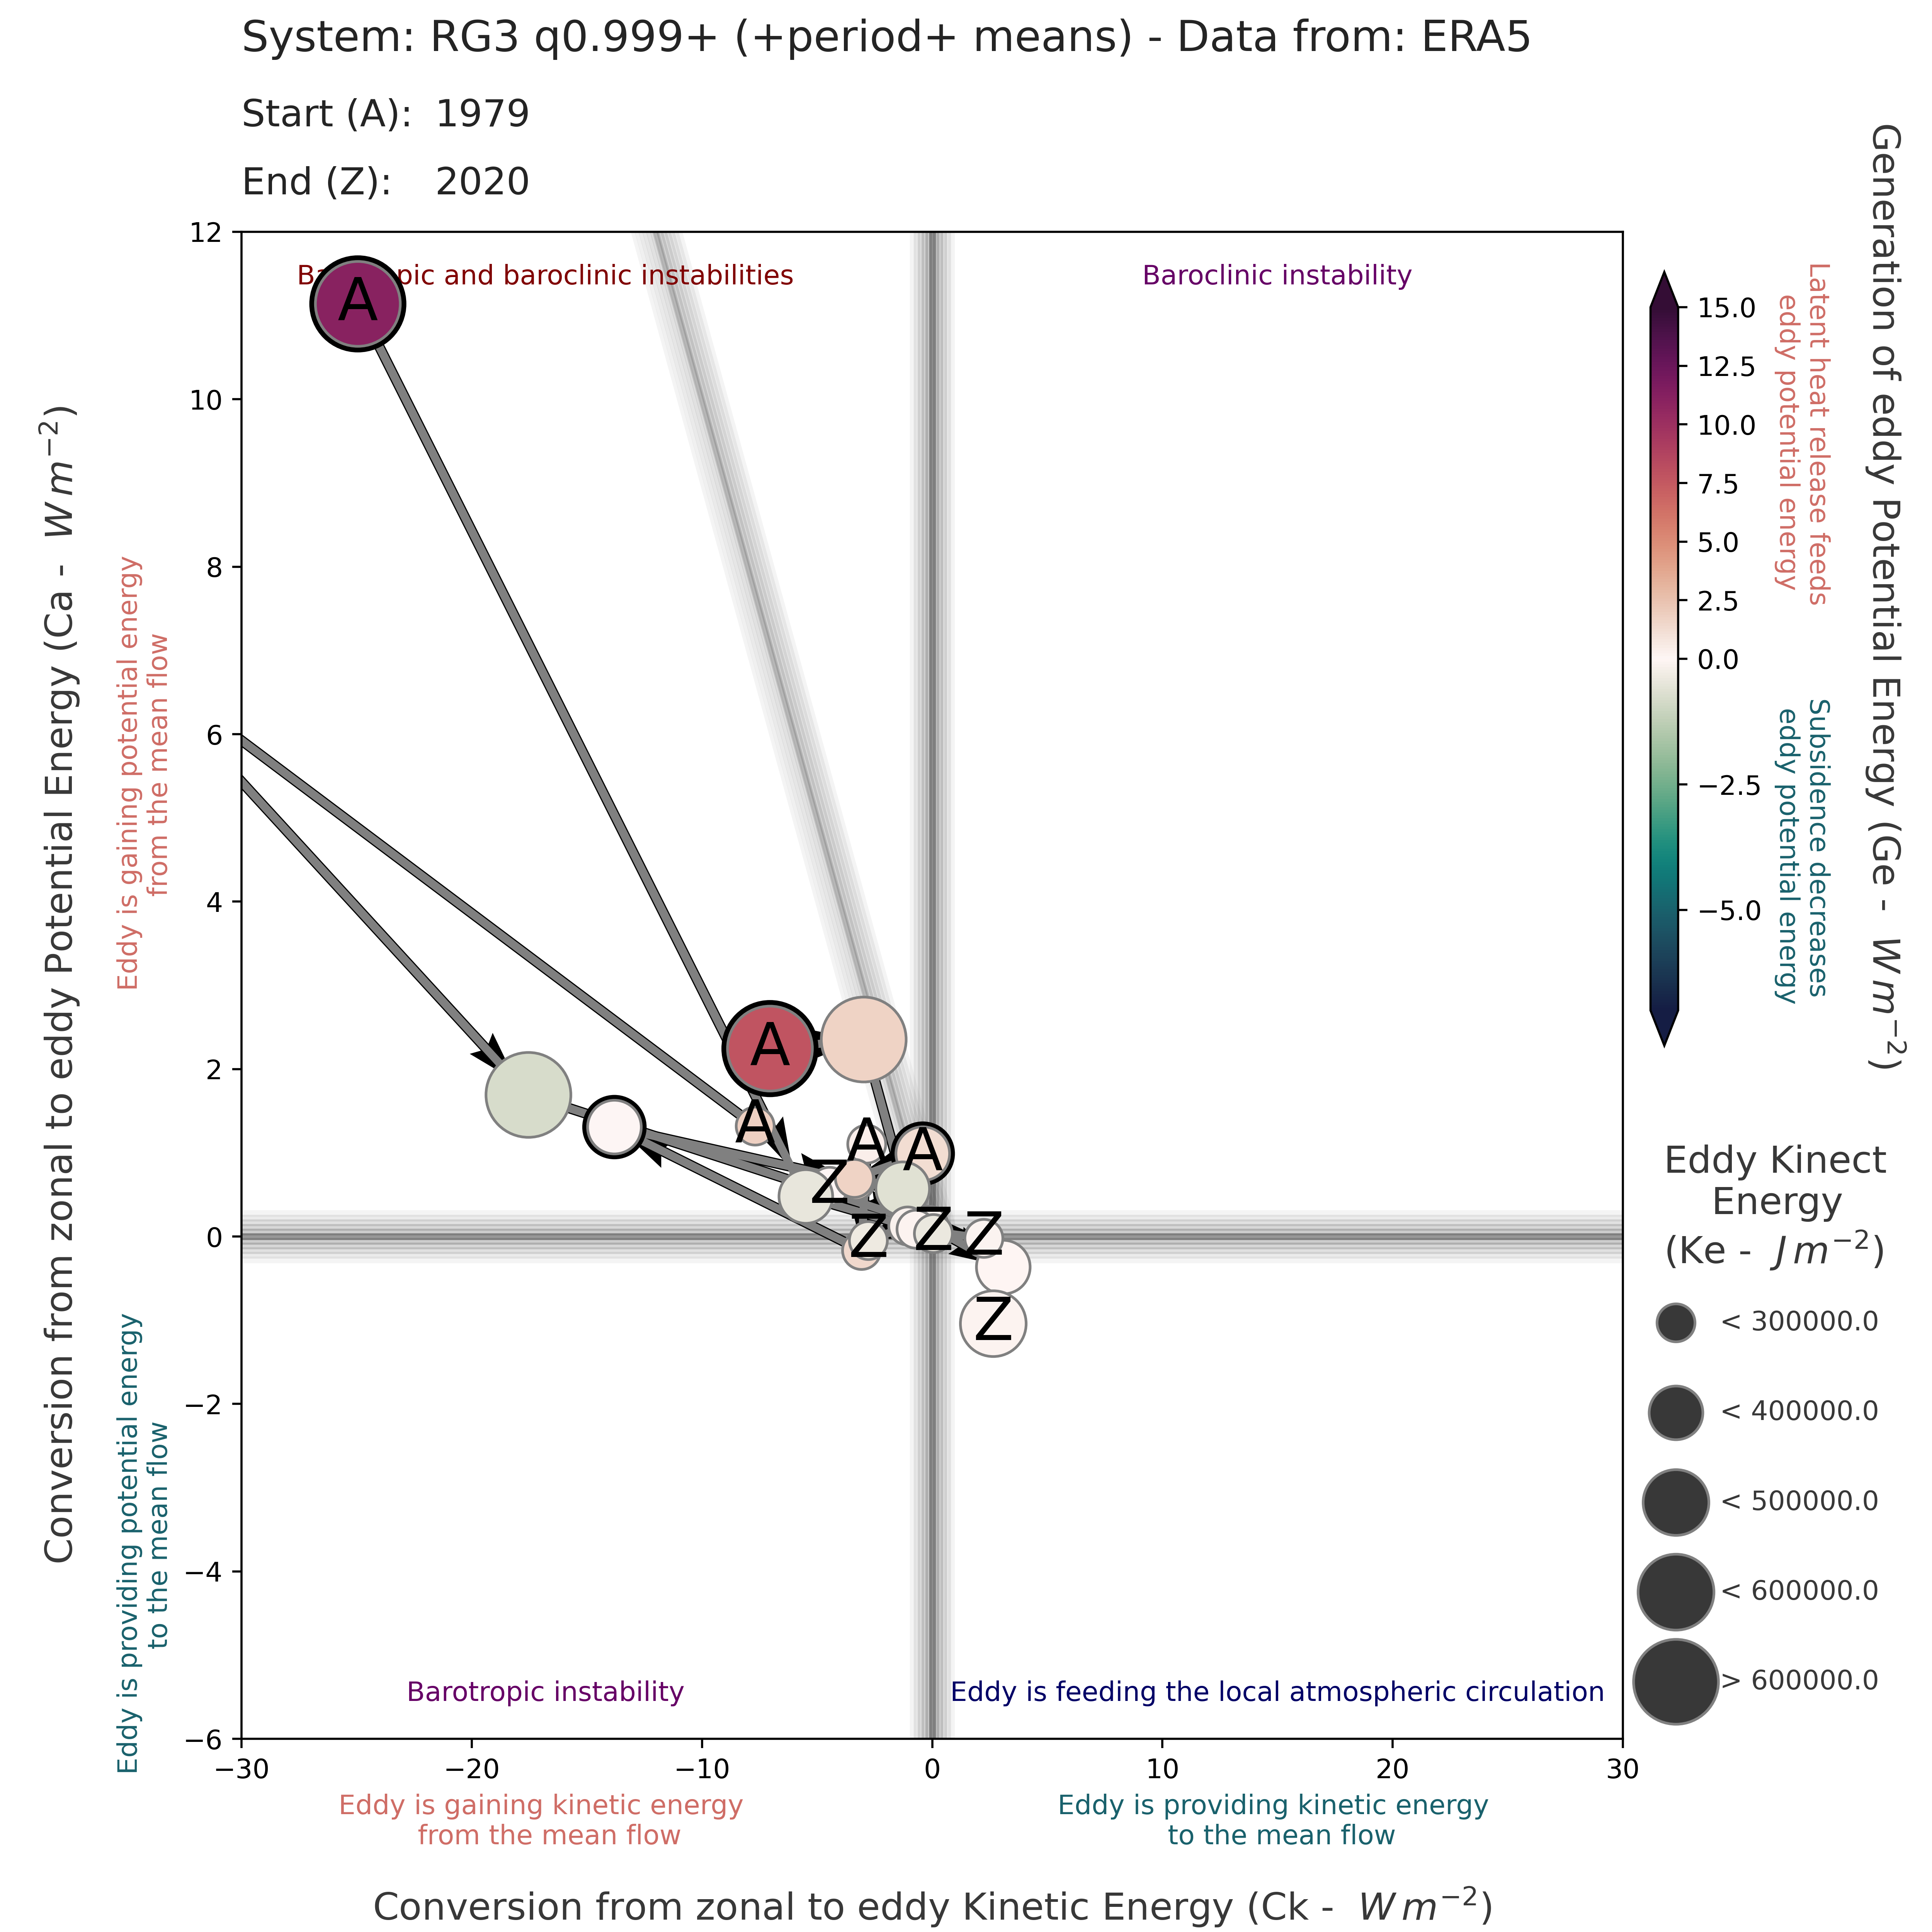 System: RG3 q0.999+ (+period+ means) - Data from: ERA5
Start (A): 1979
End (Z): 2020
Conversion from zonal to eddy Potential Energy (Ca - W m⁻²)
Eddy is gaining potential energy
from the mean flow
Eddy is providing potential energy
to the mean flow
12
10
8
6
4
2
0
−2
−4
−6
pic and baroclinic instabilities
Baroclinic instability
A
A
A
A
A
Z
Z
Z
Z
Z
Barotropic instability
Eddy is feeding the local atmospheric circulation
−30
−20
−10
0
10
20
30
Eddy is gaining kinetic energy
from the mean flow
Eddy is providing kinetic energy
to the mean flow
Conversion from zonal to eddy Kinetic Energy (Ck - W m⁻²)
15.0
12.5
10.0
7.5
5.0
2.5
0.0
−2.5
−5.0
Latent heat release feeds
eddy potential energy
Subsidence decreases
eddy potential energy
Generation of eddy Potential Energy (Ge - W m⁻²)
Eddy Kinect
Energy
(Ke - J m⁻²)
< 300000.0
< 400000.0
< 500000.0
< 600000.0
> 600000.0